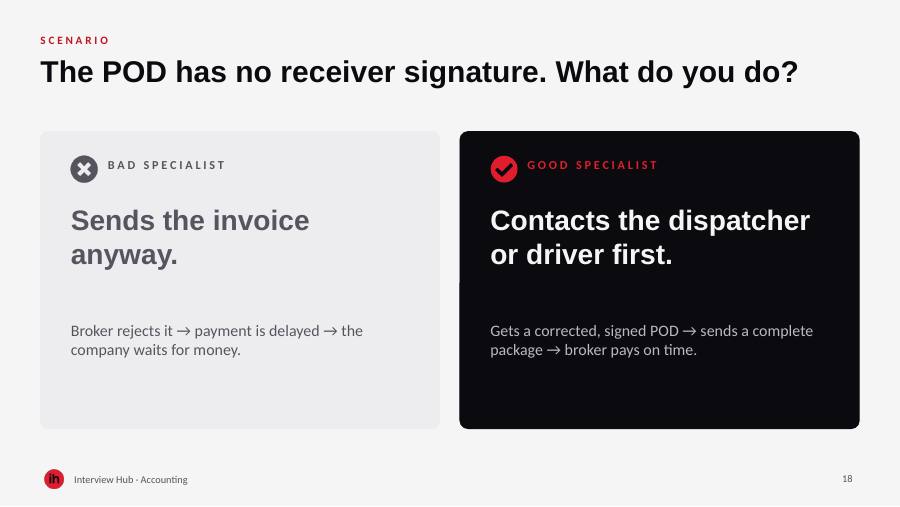 SCENARIO
The POD has no receiver signature. What do you do?
BAD SPECIALIST
Sends the invoice
anyway.
Broker rejects it → payment is delayed → the
company waits for money.
GOOD SPECIALIST
Contacts the dispatcher
or driver first.
Gets a corrected, signed POD → sends a complete
package → broker pays on time.
ih
Interview Hub · Accounting
18